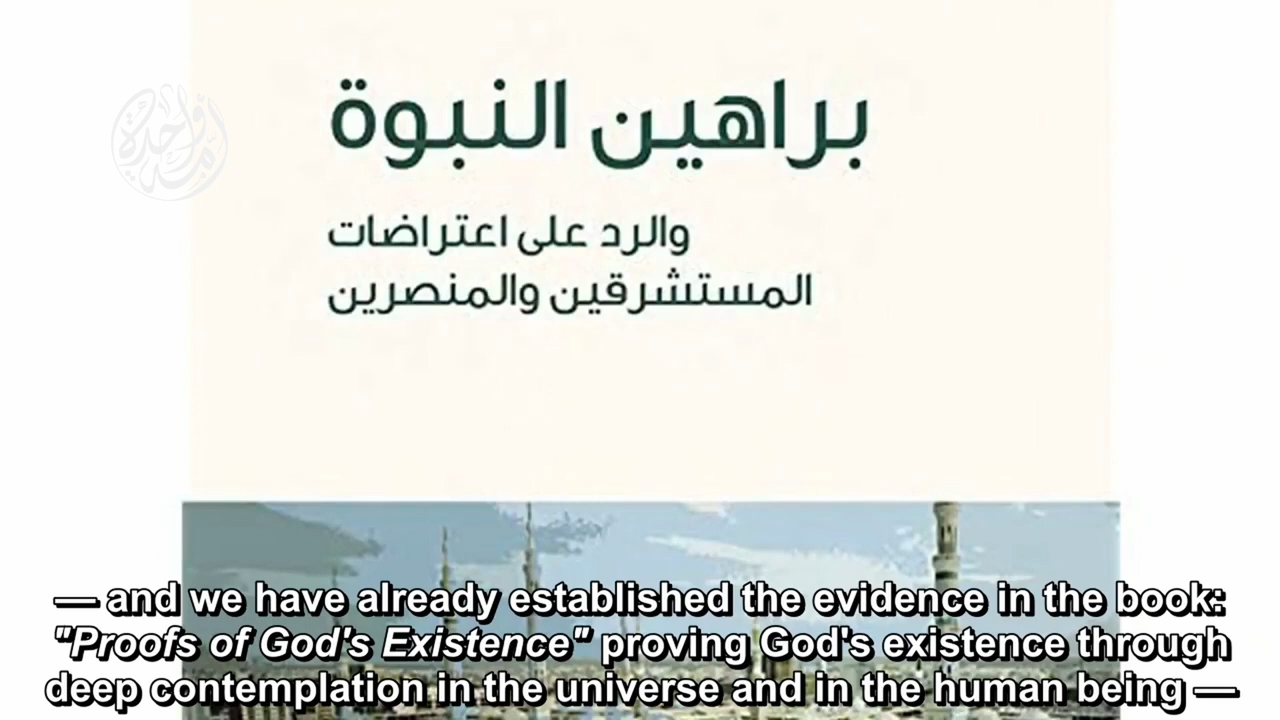 براهين النبوة
والرد على اعتراضات
المستشرقين والمنصرين
— and we have already established the evidence in the book:
"Proofs of God's Existence" proving God's existence through
deep contemplation in the universe and in the human being —